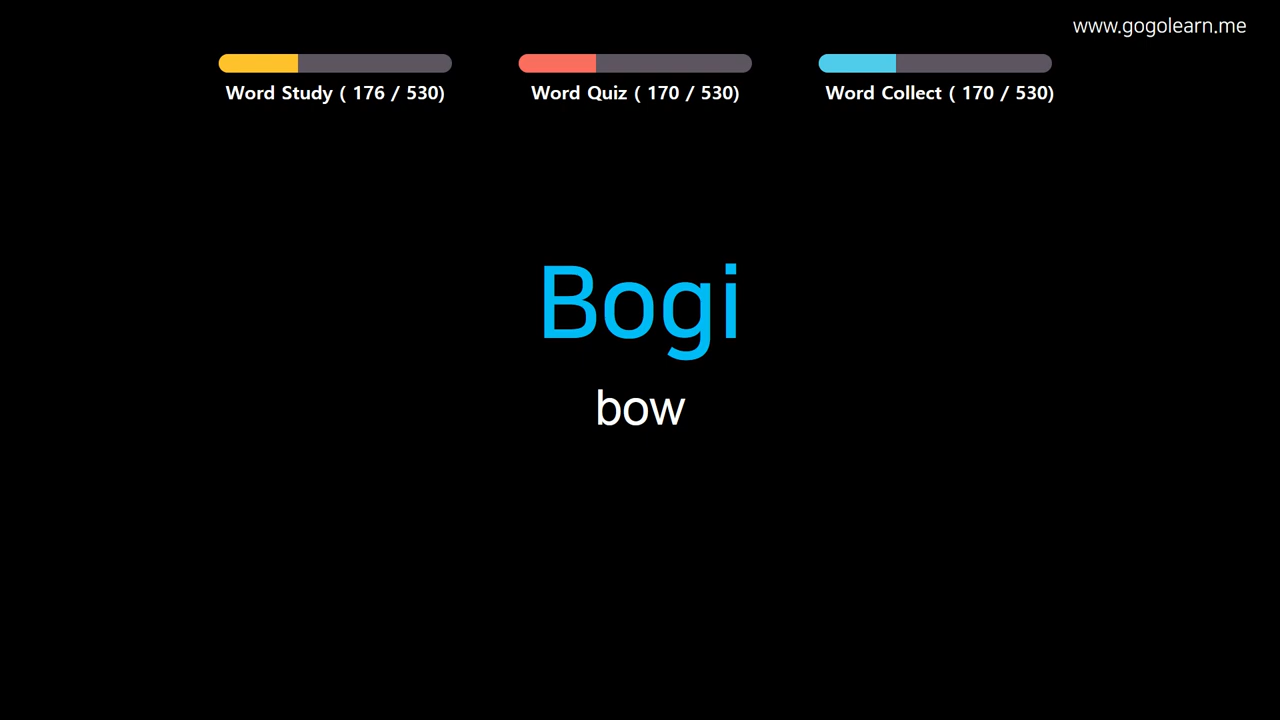 www.gogolearn.me
Word Study ( 176 / 530)
Word Quiz ( 170 / 530)
Word Collect ( 170 / 530)
Bogi
bow